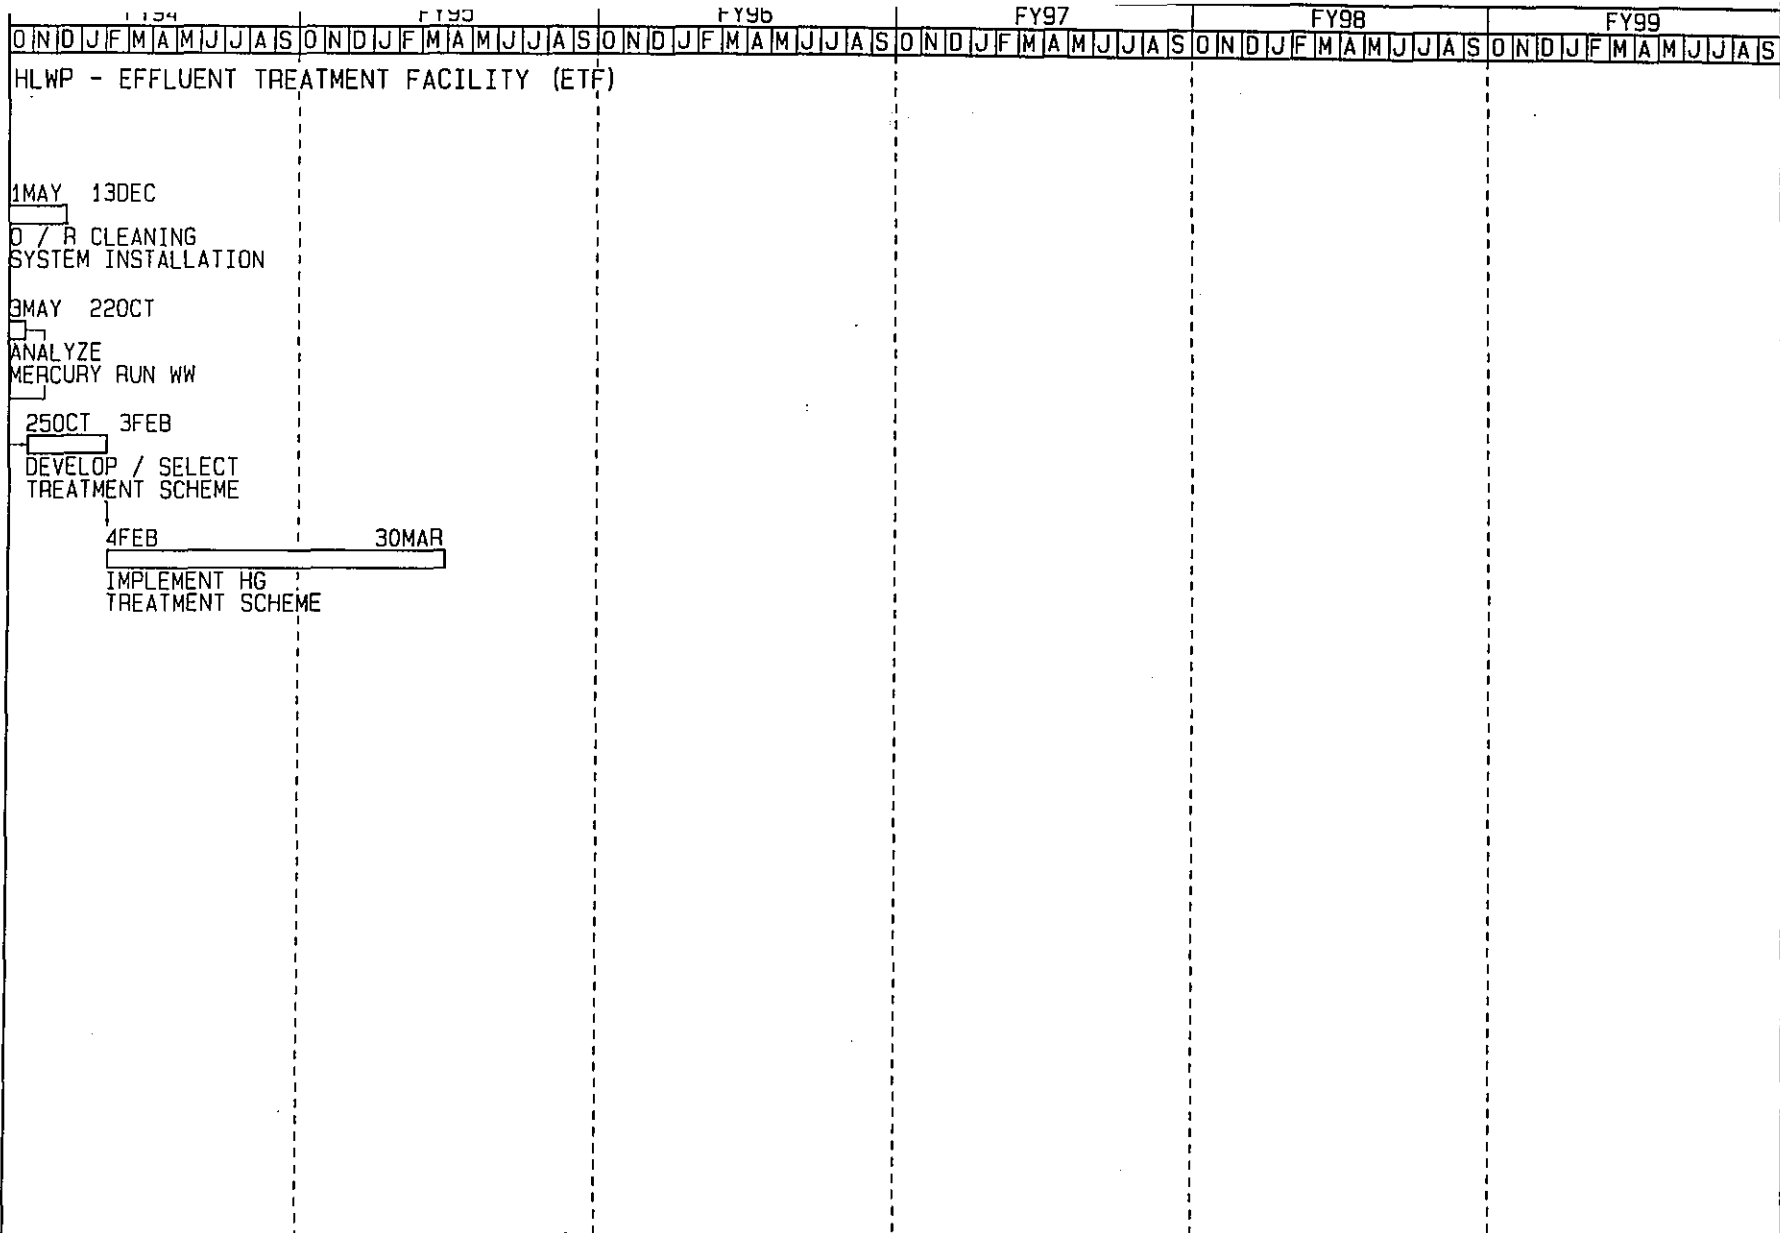 FY94 FY95 FY96 FY97 FY98 FY99
O N D J F M A M J J A S O N D J F M A M J J A S O N D J F M A M J J A S O N D J F M A M J J A S O N D J F M A M J J A S O N D J F M A M J J A S
HLWP - EFFLUENT TREATMENT FACILITY (ETF)
1MAY 13DEC
O / R CLEANING
SYSTEM INSTALLATION
3MAY 22OCT
ANALYZE
MERCURY RUN WW
25OCT 3FEB
DEVELOP / SELECT
TREATMENT SCHEME
4FEB 30MAR
IMPLEMENT HG
TREATMENT SCHEME